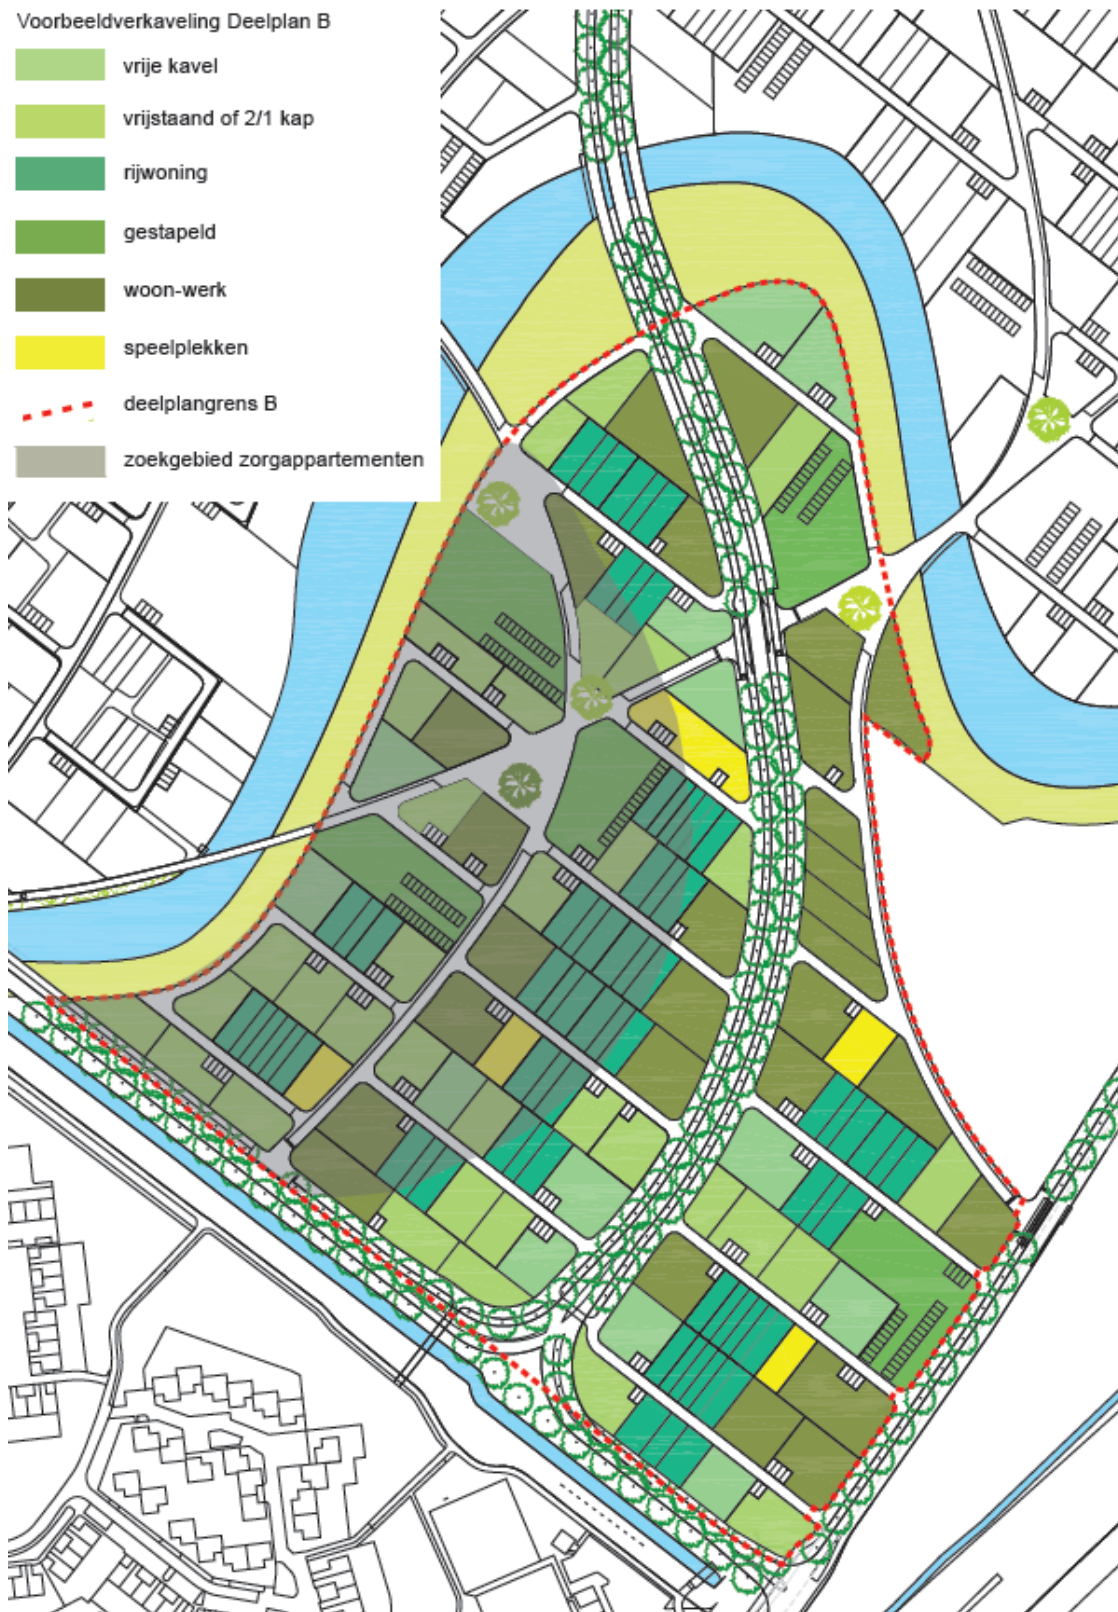 Voorbeeldverkaveling Deelplan B
vrije kavel
vrijstaand of 2/1 kap
rijwoning
gestapeld
woon-werk
speelplekken
deelplangrens B
zoekgebied zorgappartementen